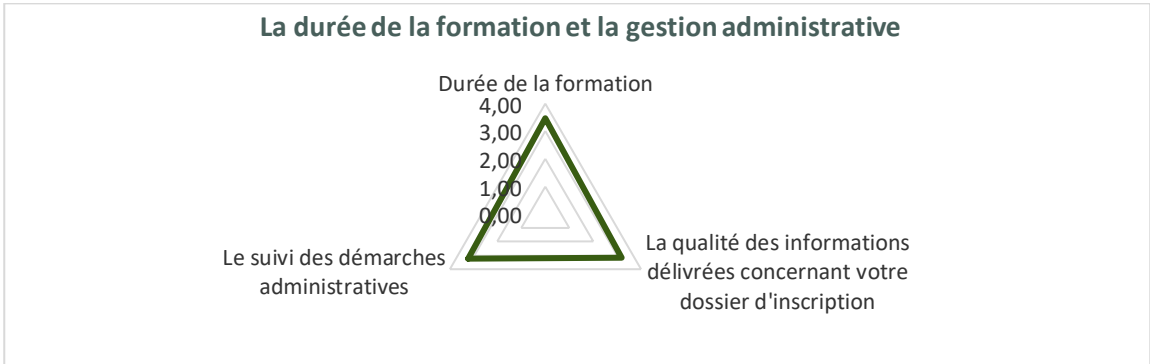 La durée de la formation et la gestion administrative
Durée de la formation
4,00
3,00
2,00
1,00
0,00
La qualité des informations
délivrées concernant votre
dossier d'inscription
Le suivi des démarches
administratives